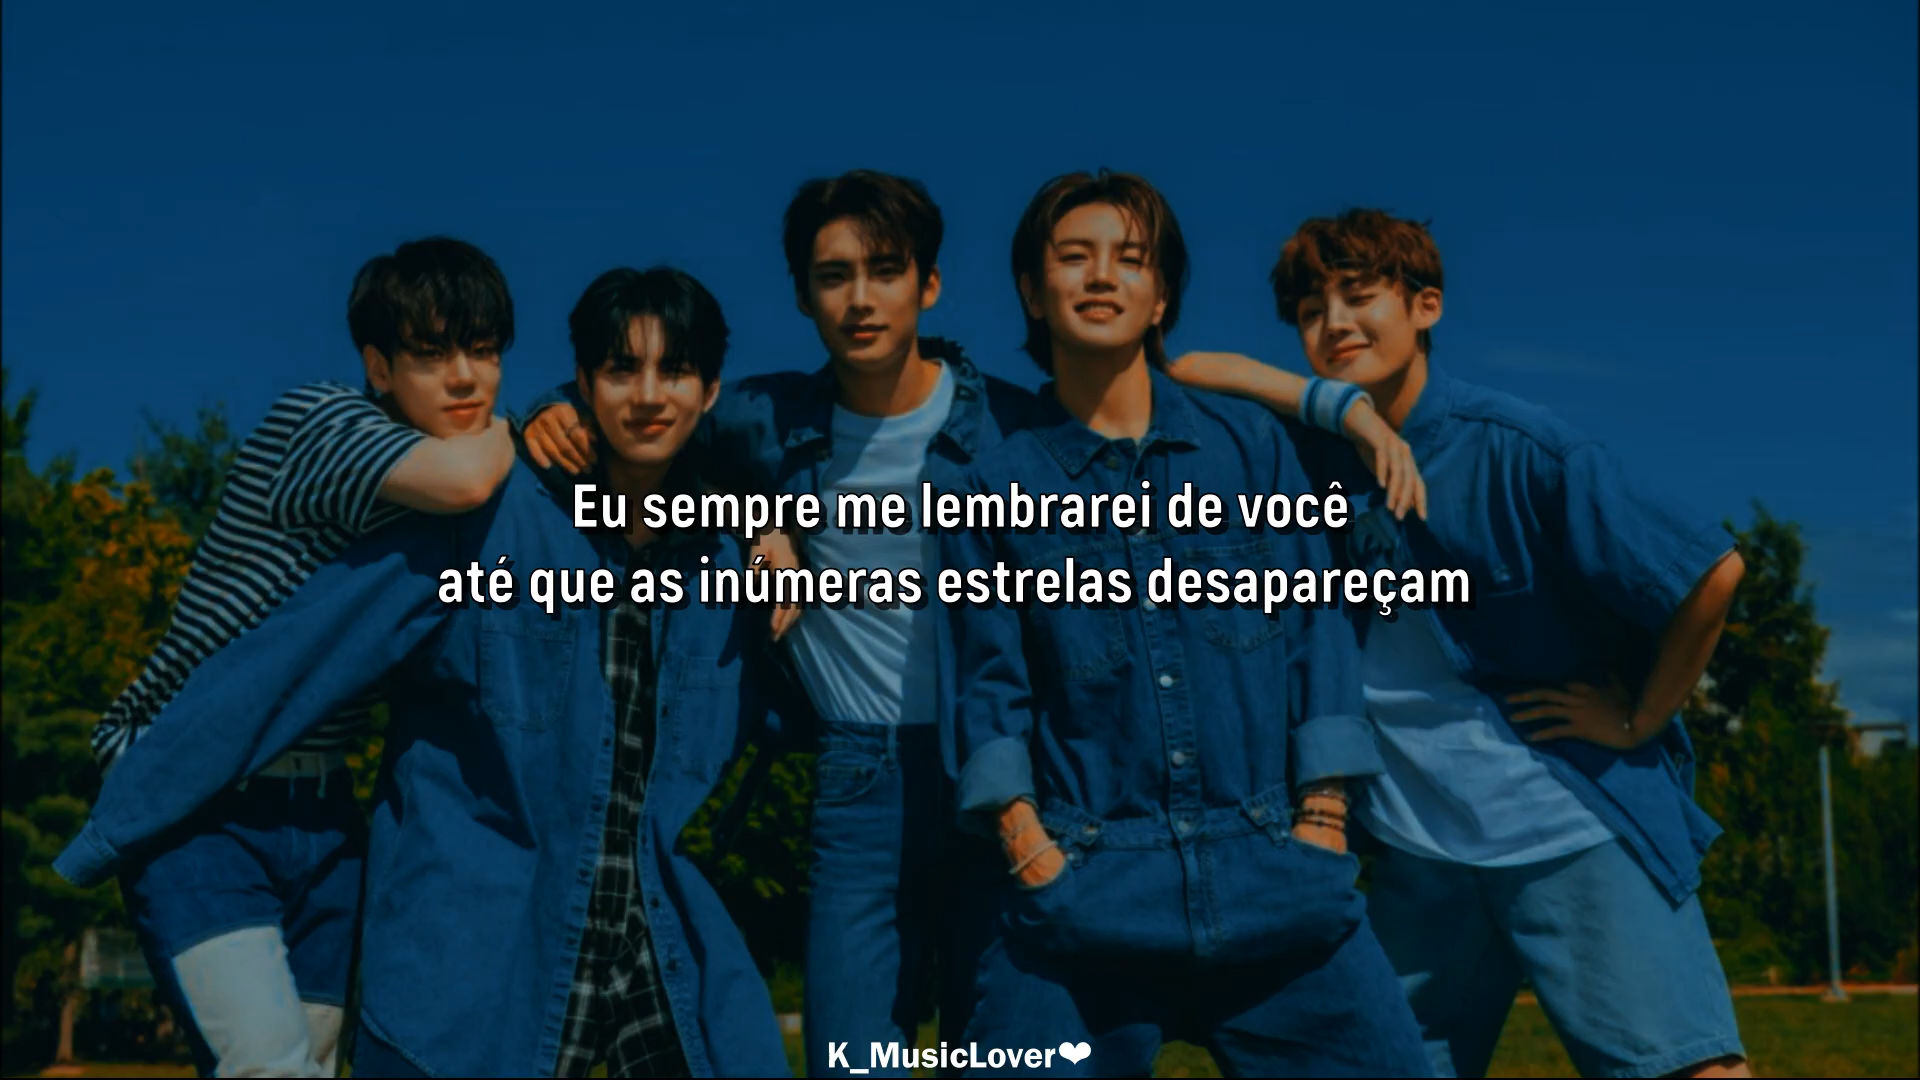 Eu sempre me lembrarei de você
até que as inúmeras estrelas desapareçam
K_MusicLover❤